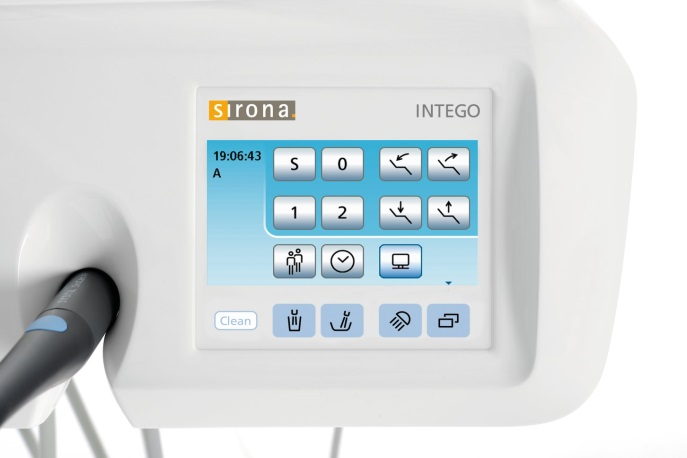 sirona.
INTEGO
19:06:43
A
S 0
1 2
Clean